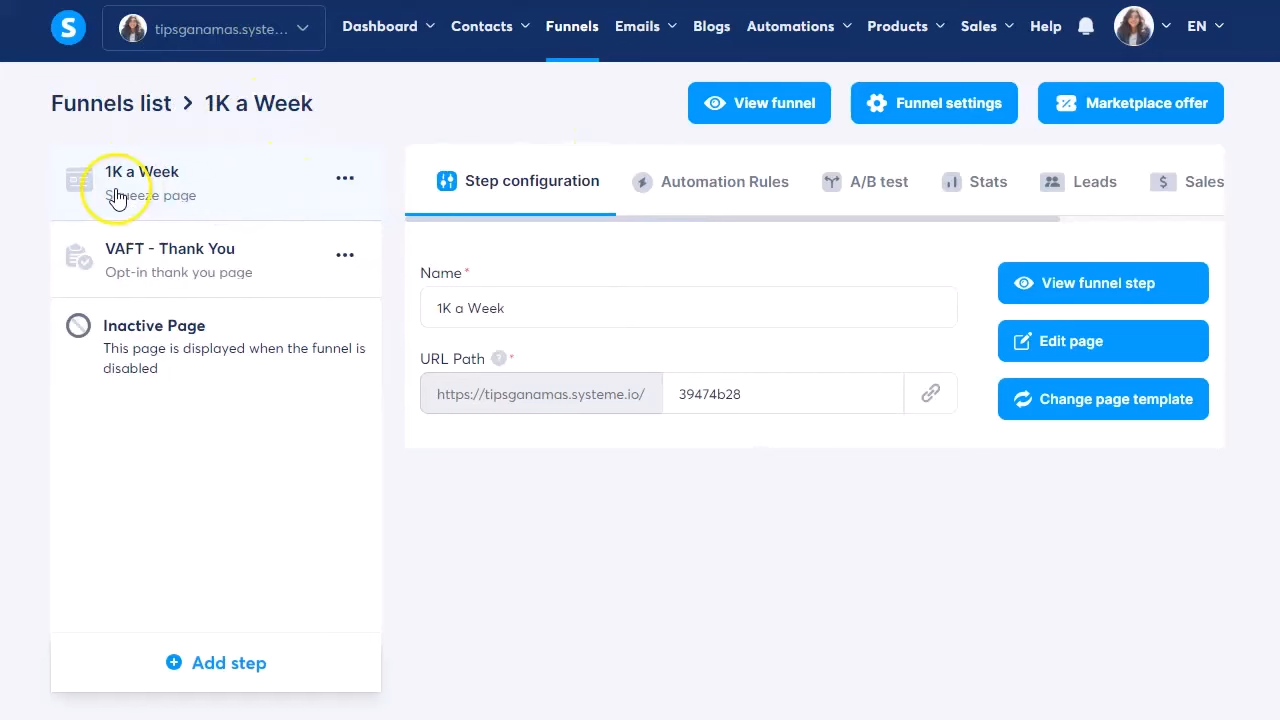 S tipsganamas.syste... Dashboard Contacts Funnels Emails Blogs Automations Products Sales Help EN
Funnels list > 1K a Week View funnel Funnel settings Marketplace offer
1K a Week
Squeeze page
VAFT - Thank You
Opt-in thank you page
Inactive Page
This page is displayed when the funnel is
disabled
Add step
Step configuration Automation Rules A/B test Stats Leads $ Sales
Name*
1K a Week
URL Path ? *
https://tipsganamas.systeme.io/ 39474b28
View funnel step
Edit page
Change page template